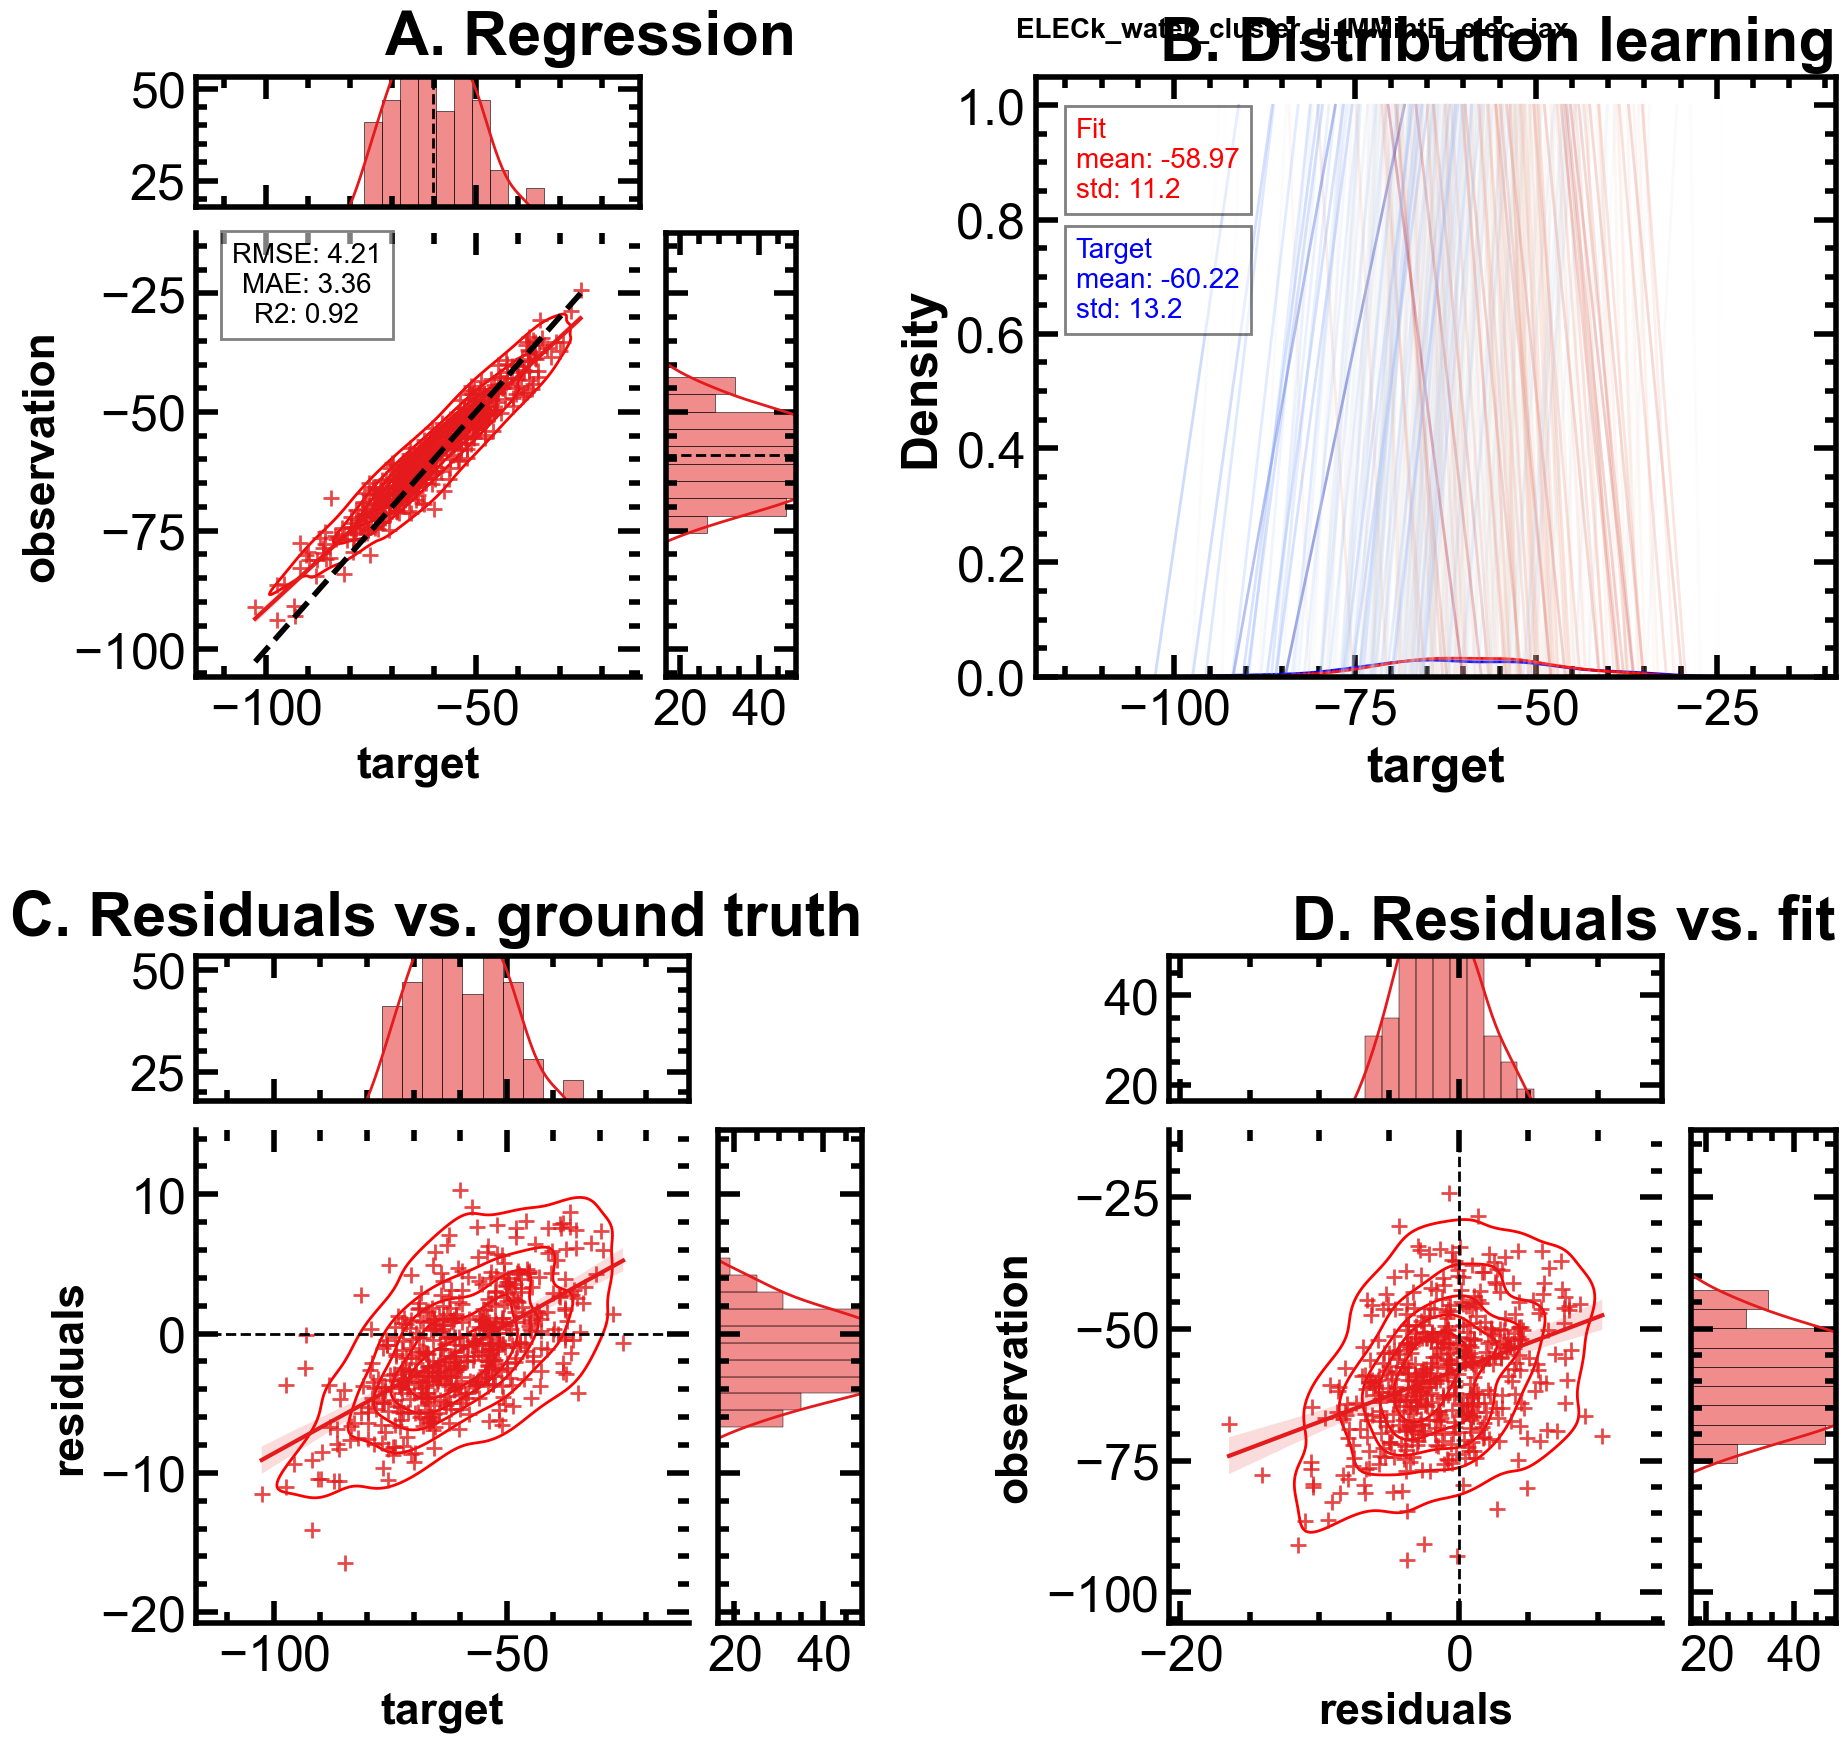 A. Regression
50
25
RMSE: 4.21
MAE: 3.36
R2: 0.92
−25
−50
−75
−100
observation
−100
−50
20
40
target
B. Distribution learning
1.0
0.8
0.6
0.4
0.2
0.0
Density
Fit
mean: -58.97
std: 11.2
Target
mean: -60.22
std: 13.2
−100
−75
−50
−25
target
C. Residuals vs. ground truth
50
25
10
0
−10
−20
residuals
−100
−50
20
40
target
D. Residuals vs. fit
40
20
−25
−50
−75
−100
observation
−20
0
20
40
residuals